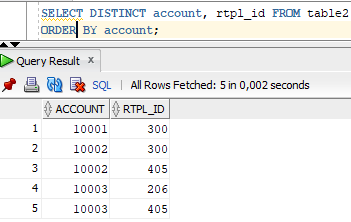 SELECT DISTINCT account, rtpl_id FROM table2
ORDER BY account;
Query Result x
SQL | All Rows Fetched: 5 in 0,002 seconds
ACCOUNT RTPL_ID
1 10001 300
2 10002 300
3 10002 405
4 10003 206
5 10003 405